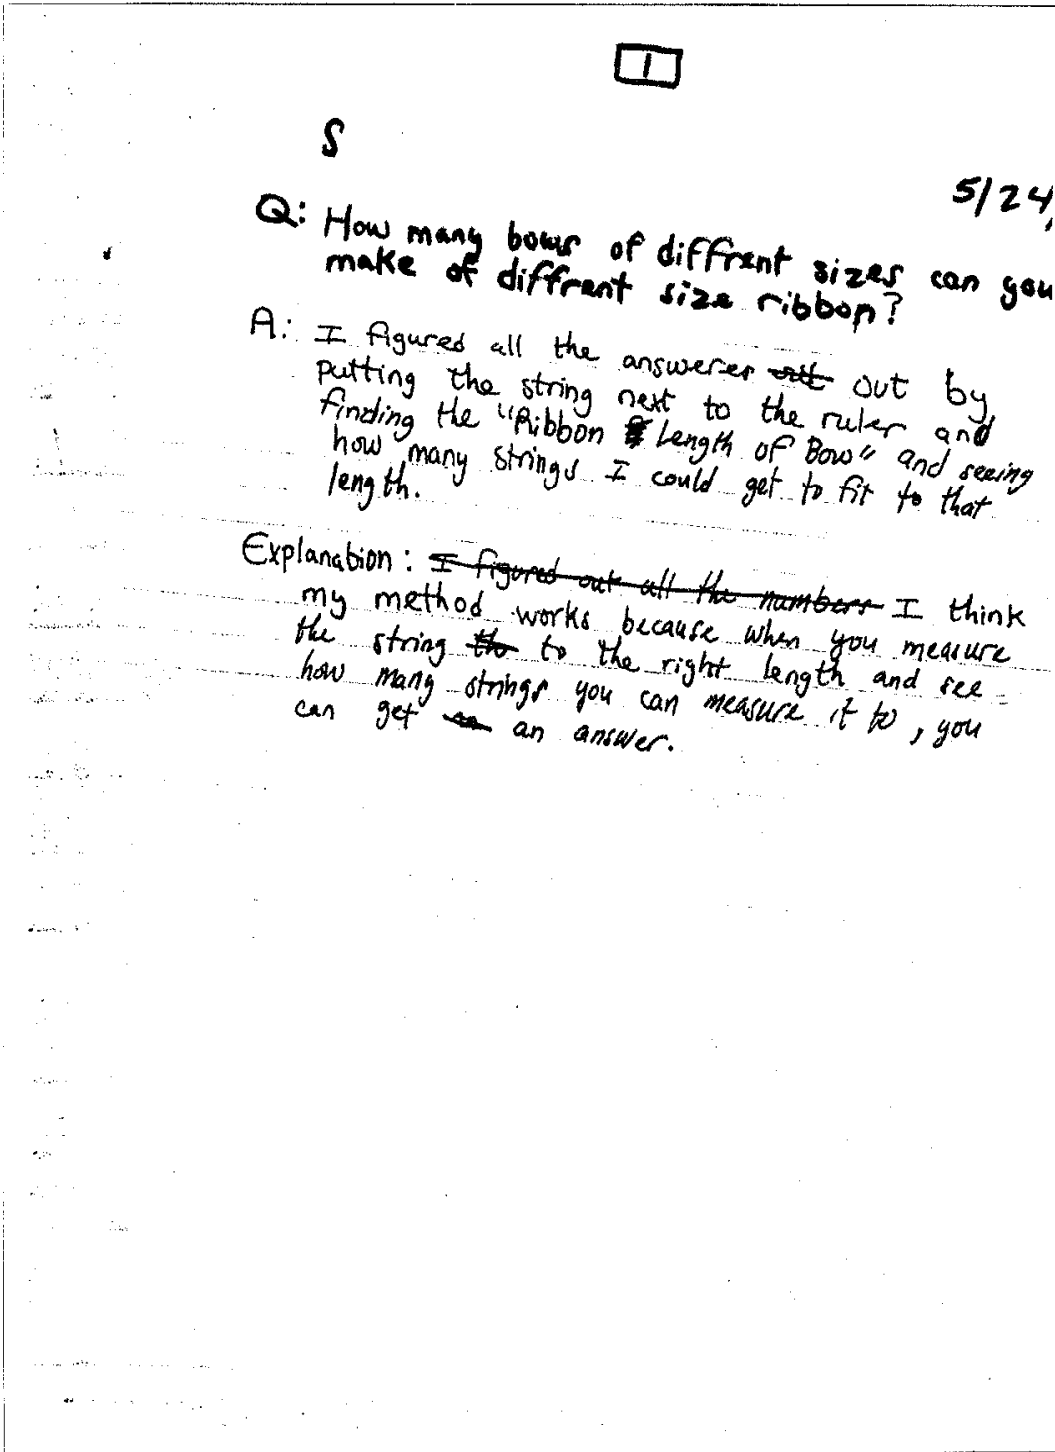 1
S
5/24,
Q: How many bows of diffrent sizes can you
make of diffrent size ribbon?
A: I figured all the answerer out by
putting the string next to the ruler and
finding the "Ribbon Length of Bow" and seeing
how many strings I could get to fit to that
length.
Explanation: I figured out all the numbers I think
my method works because when you measure
the string the to the right length and see
how many strings you can measure it to, you
can get an answer.